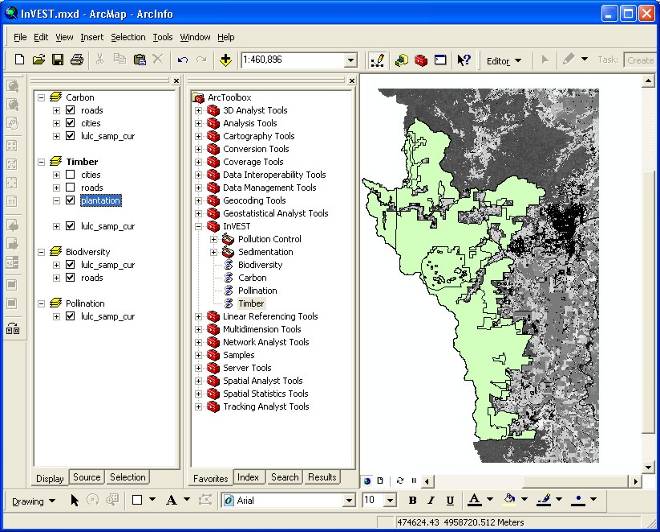 InVEST.mxd - ArcMap - ArcInfo
File Edit View Insert Selection Tools Window Help
1:460,896 Editor Task: Create
Carbon
roads
cities
lulc_samp_cur
Timber
cities
roads
plantation
lulc_samp_cur
Biodiversity
lulc_samp_cur
roads
Pollination
lulc_samp_cur
Display Source Selection
ArcToolbox
3D Analyst Tools
Analysis Tools
Cartography Tools
Conversion Tools
Coverage Tools
Data Interoperability Tools
Data Management Tools
Geocoding Tools
Geostatistical Analyst Tools
InVEST
Pollution Control
Sedimentation
Biodiversity
Carbon
Pollination
Timber
Linear Referencing Tools
Multidimension Tools
Network Analyst Tools
Samples
Server Tools
Spatial Analyst Tools
Spatial Statistics Tools
Tracking Analyst Tools
Favorites Index Search Results
Drawing A Arial 10 B I U A
474624.43 4958720.512 Meters